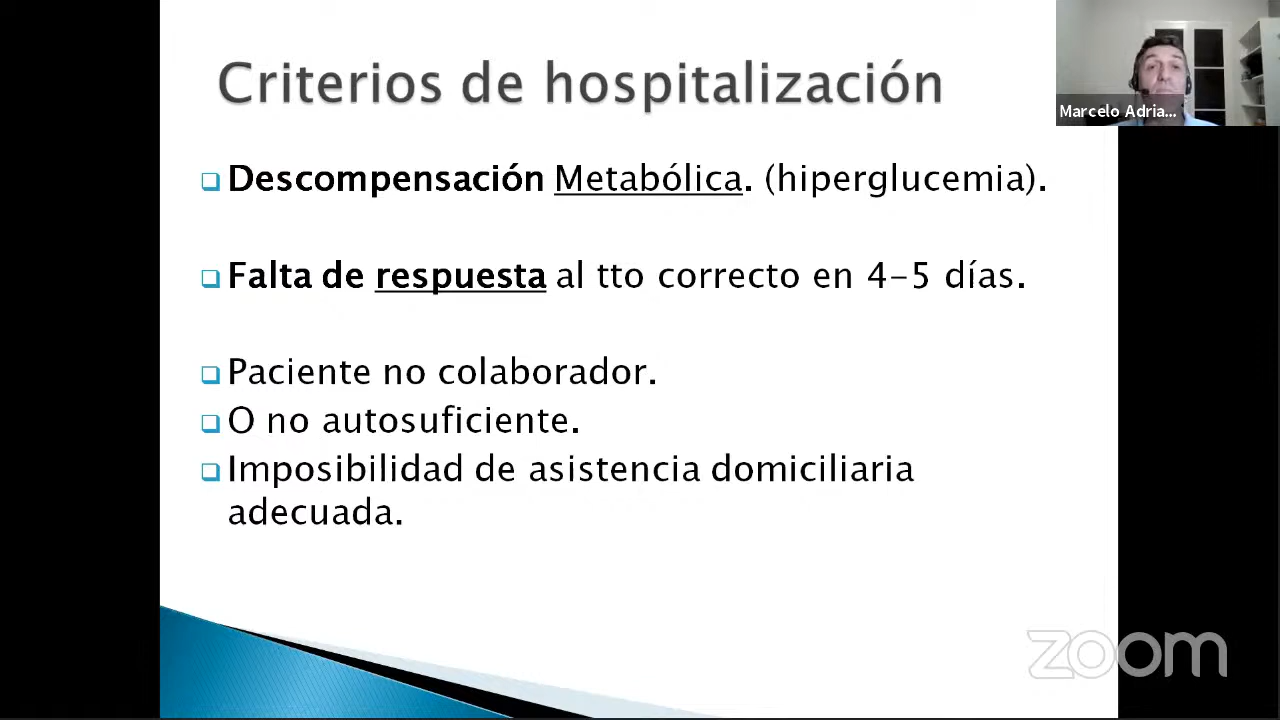 Criterios de hospitalización
Marcelo Adria...
Descompensación Metabólica. (hiperglucemia).
Falta de respuesta al tto correcto en 4-5 días.
Paciente no colaborador.
O no autosuficiente.
Imposibilidad de asistencia domiciliaria
adecuada.
zoom